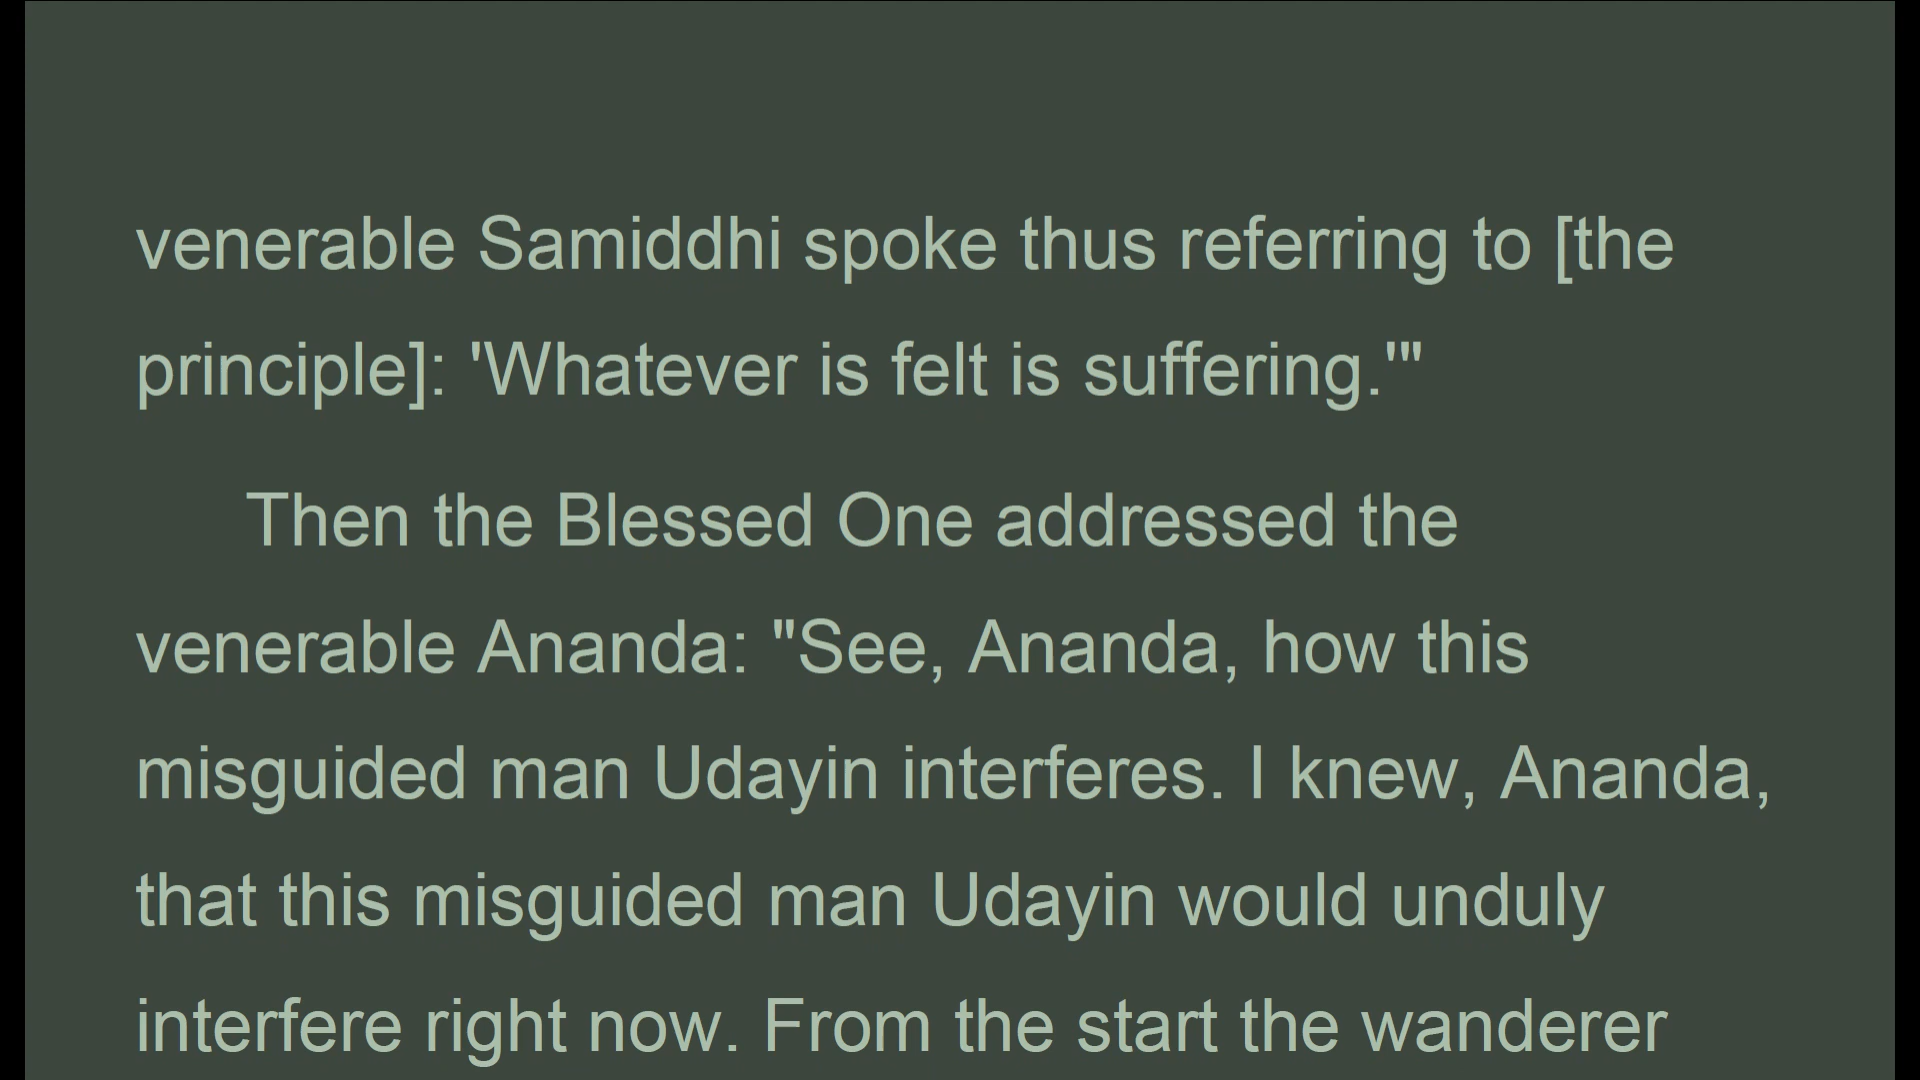 venerable Samiddhi spoke thus referring to [the
principle]: 'Whatever is felt is suffering.'"
Then the Blessed One addressed the
venerable Ananda: "See, Ananda, how this
misguided man Udayin interferes. I knew, Ananda,
that this misguided man Udayin would unduly
interfere right now. From the start the wanderer